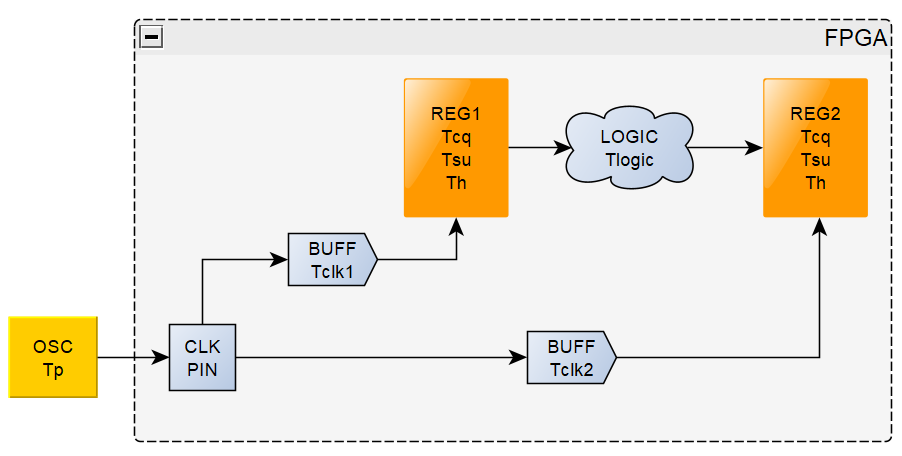 FPGA
REG1
Tcq
Tsu
Th
LOGIC
Tlogic
REG2
Tcq
Tsu
Th
BUFF
Tclk1
OSC
Tp
CLK
PIN
BUFF
Tclk2